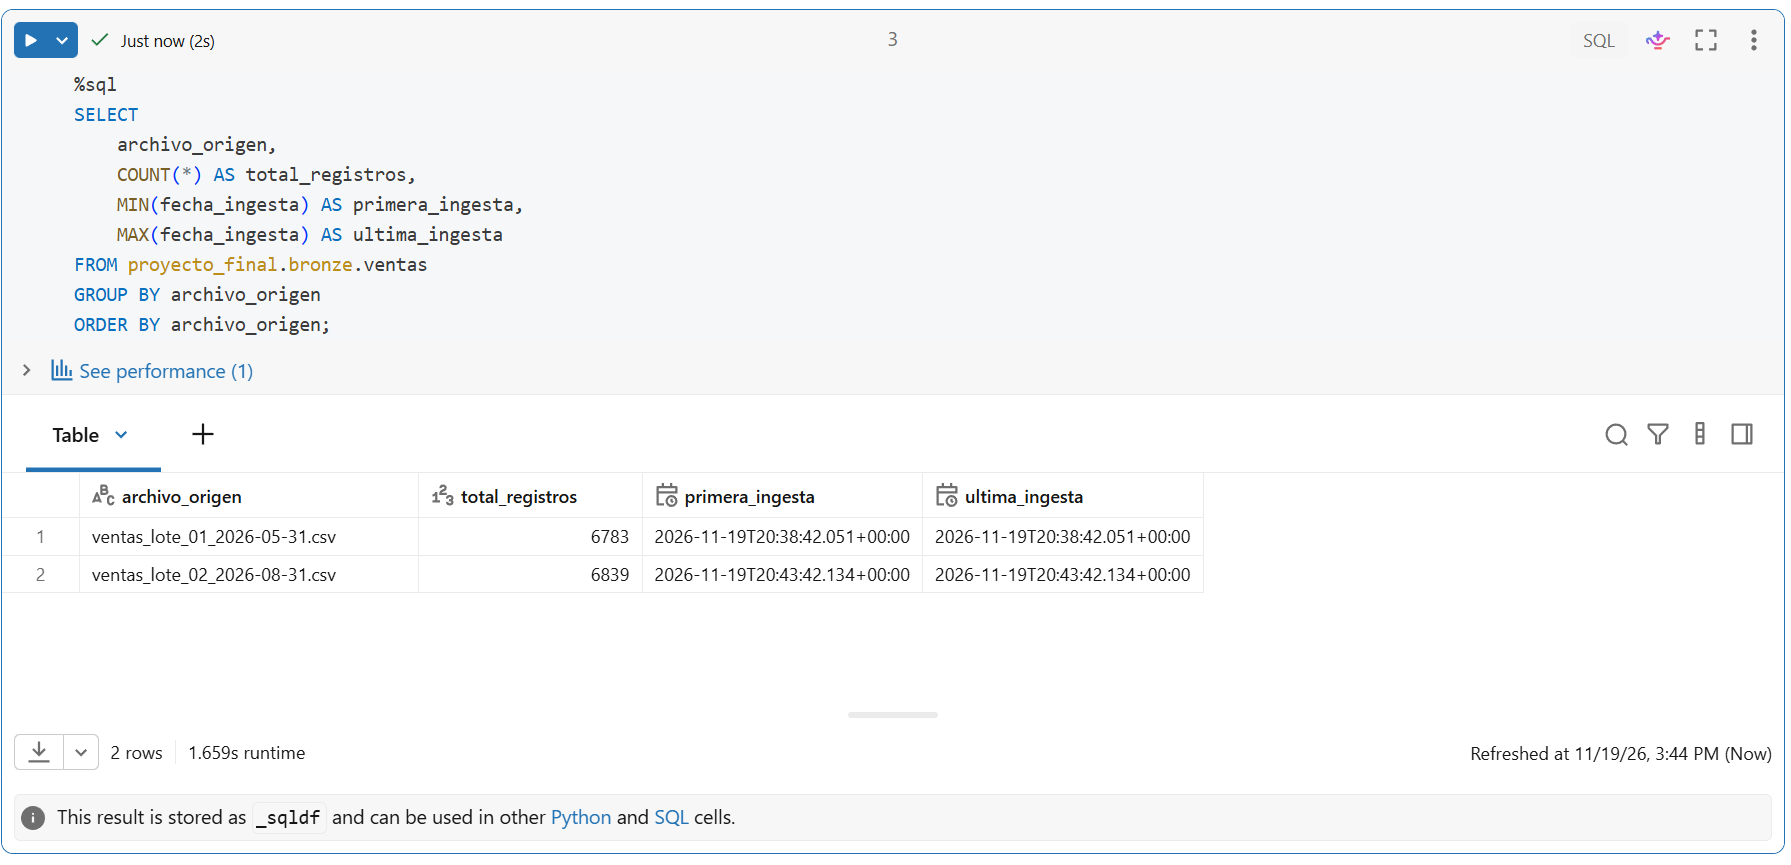 Just now (2s) 3 SQL
%sql
SELECT
archivo_origen,
COUNT(*) AS total_registros,
MIN(fecha_ingesta) AS primera_ingesta,
MAX(fecha_ingesta) AS ultima_ingesta
FROM proyecto_final.bronze.ventas
GROUP BY archivo_origen
ORDER BY archivo_origen;
See performance (1)
Table
archivo_origen total_registros primera_ingesta ultima_ingesta
1 ventas_lote_01_2026-05-31.csv 6783 2026-11-19T20:38:42.051+00:00 2026-11-19T20:38:42.051+00:00
2 ventas_lote_02_2026-08-31.csv 6839 2026-11-19T20:43:42.134+00:00 2026-11-19T20:43:42.134+00:00
2 rows 1.659s runtime Refreshed at 11/19/26, 3:44 PM (Now)
This result is stored as _sqldf and can be used in other Python and SQL cells.